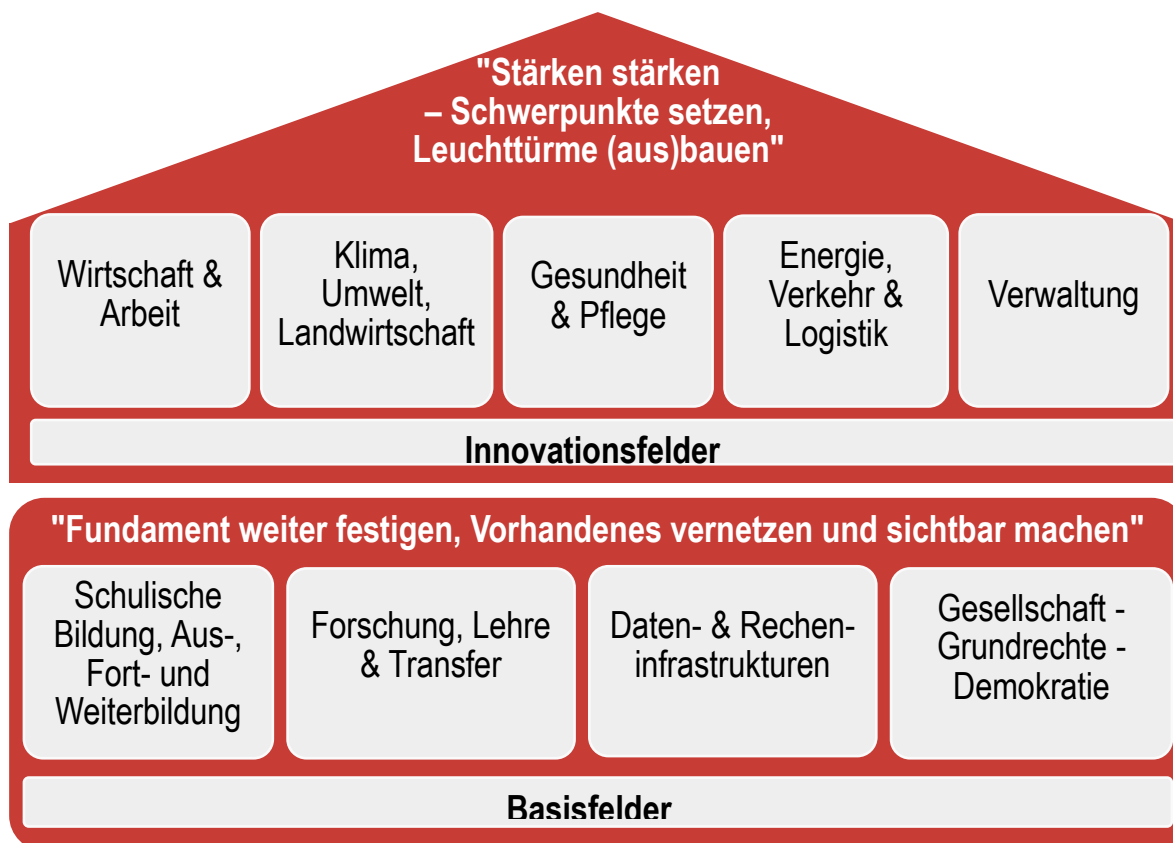 "Stärken stärken
– Schwerpunkte setzen,
Leuchttürme (aus)bauen"
Wirtschaft &
Arbeit
Klima,
Umwelt,
Landwirtschaft
Gesundheit
& Pflege
Energie,
Verkehr &
Logistik
Verwaltung
Innovationsfelder
"Fundament weiter festigen, Vorhandenes vernetzen und sichtbar machen"
Schulische
Bildung, Aus-,
Fort- und
Weiterbildung
Forschung, Lehre
& Transfer
Daten- & Rechen-
infrastrukturen
Gesellschaft -
Grundrechte -
Demokratie
Basisfelder